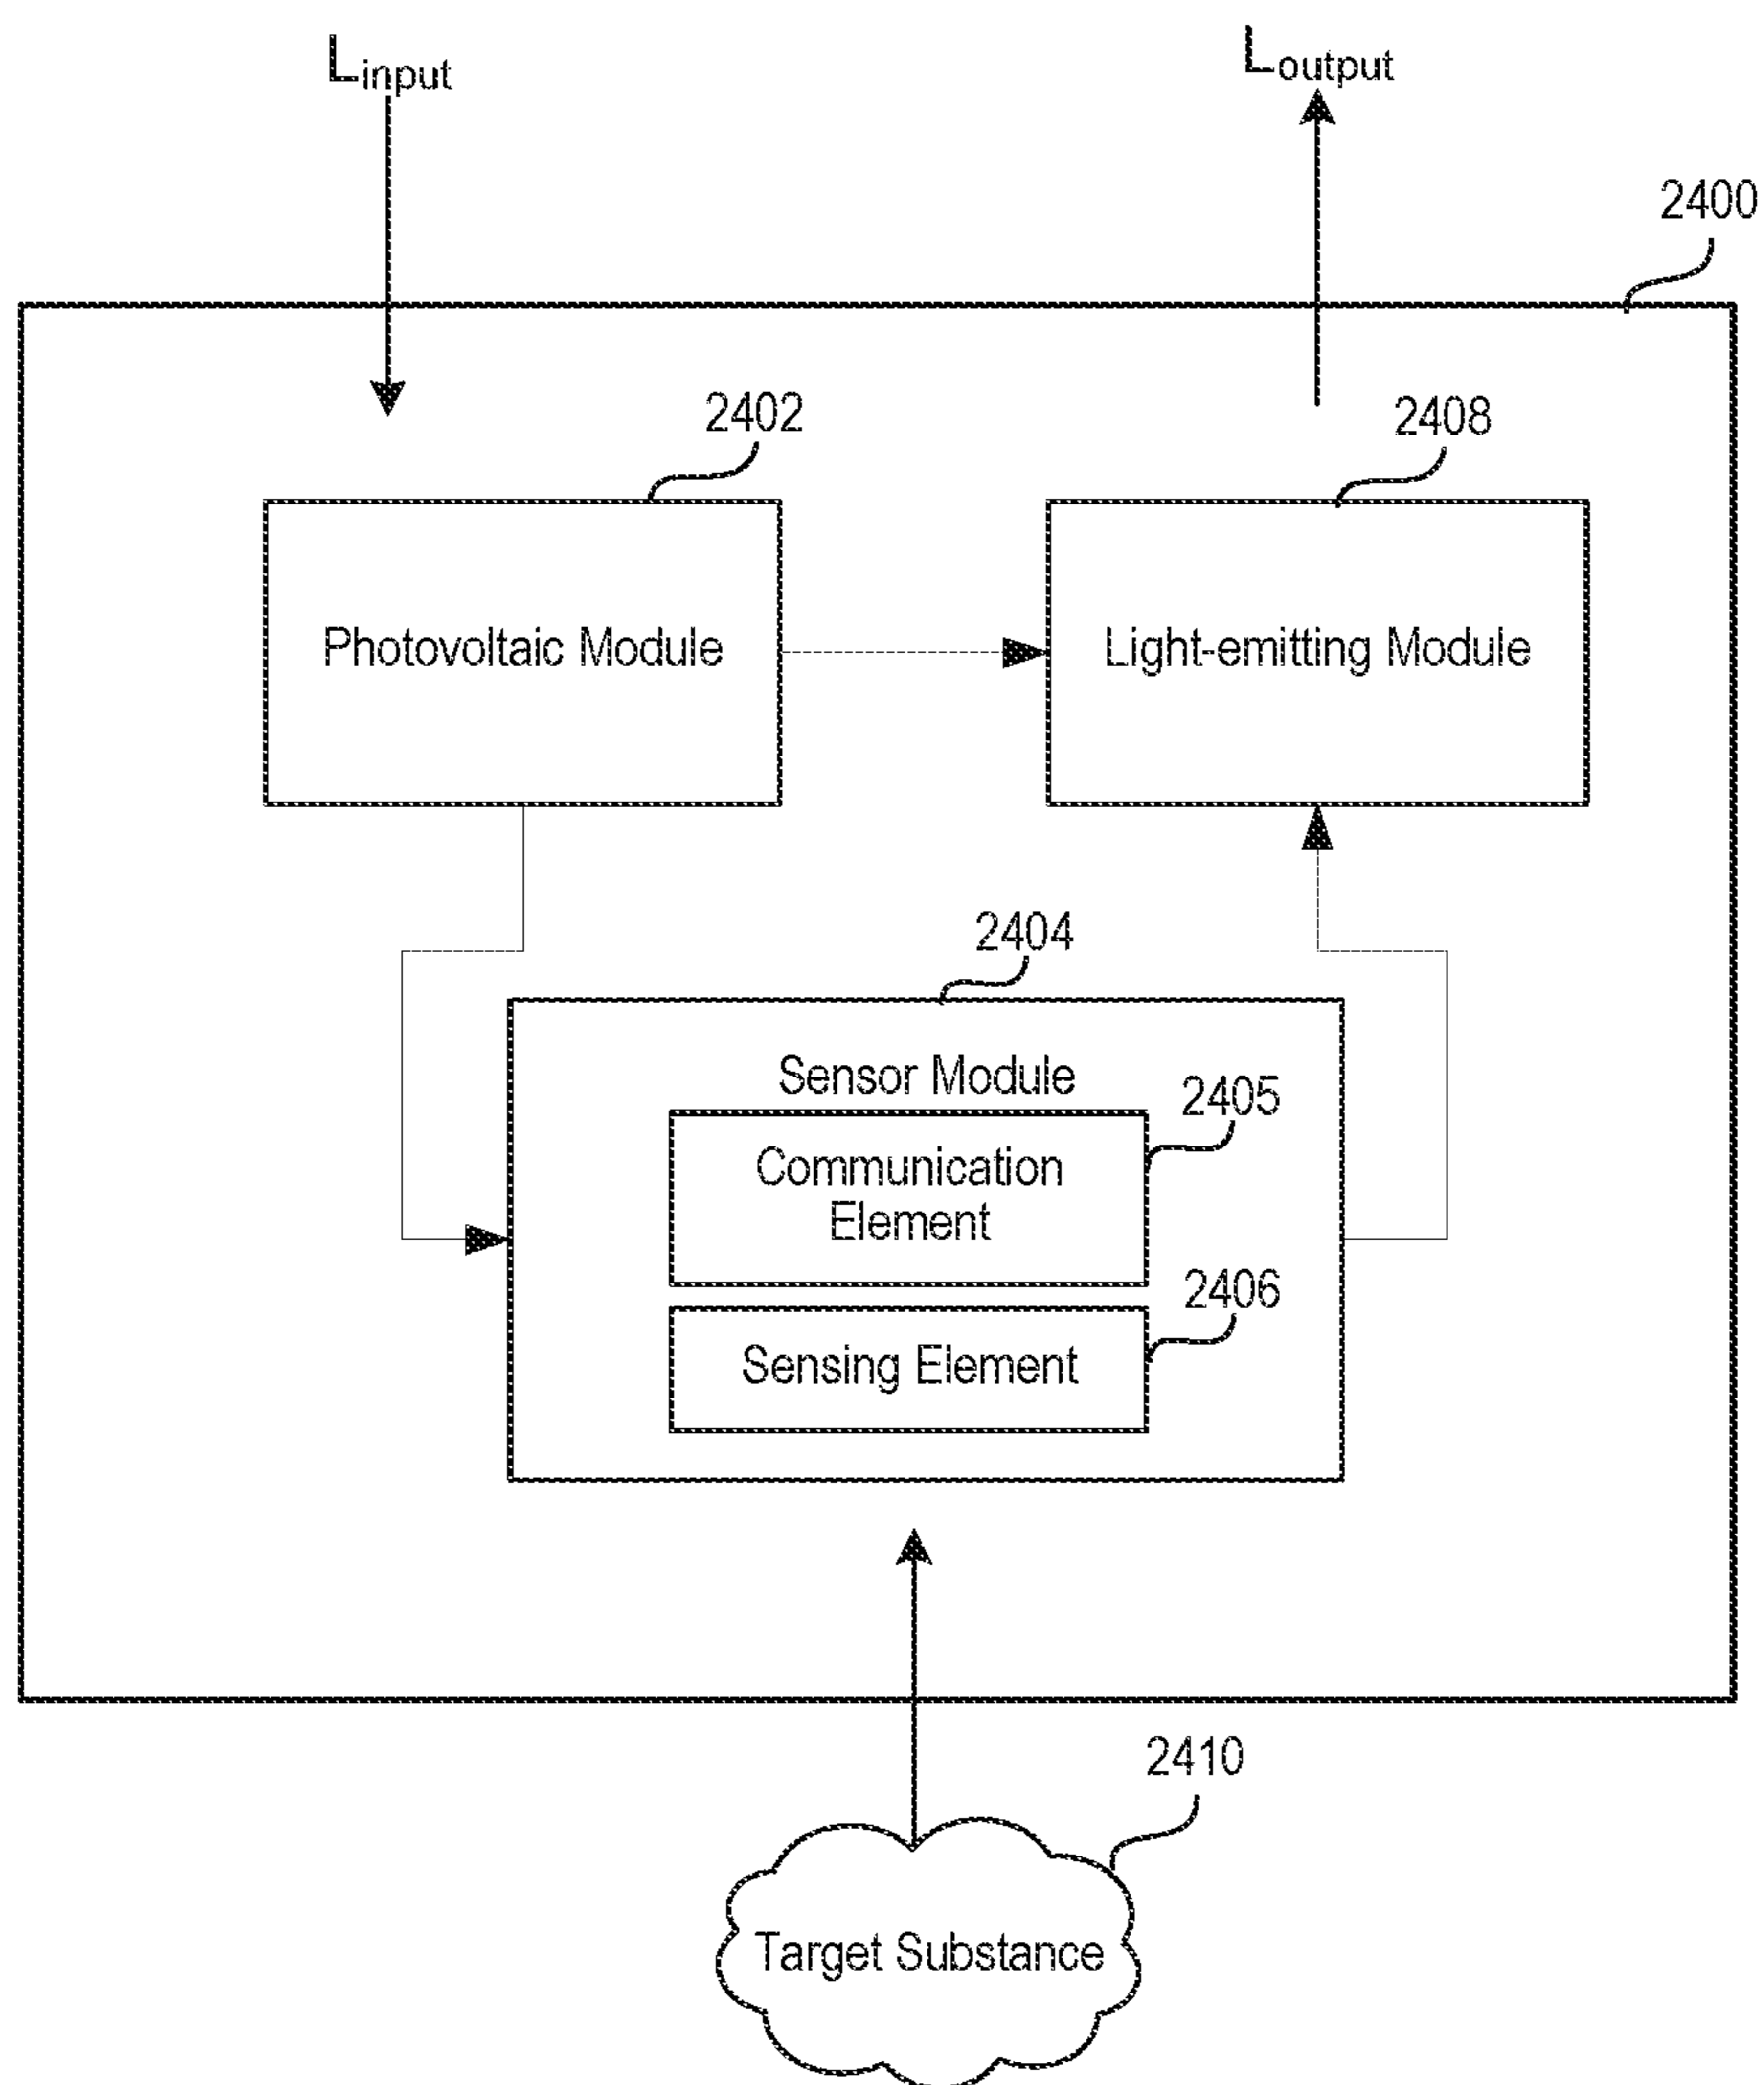 Linput
Loutput
2400
2402
2408
Photovoltaic Module
Light-emitting Module
2404
Sensor Module
2405
Communication
Element
2406
Sensing Element
2410
Target Substance